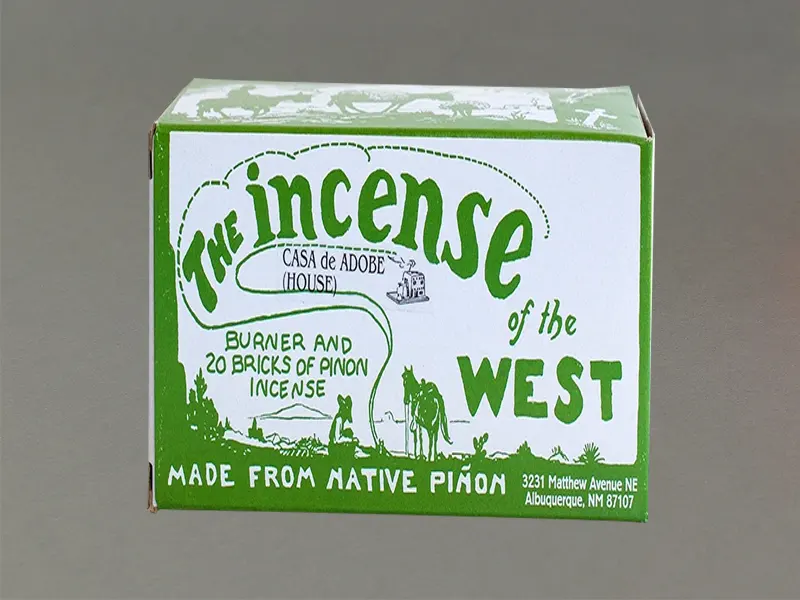 THE incense
of the
WEST
CASA de ADOBE
(HOUSE)
BURNER AND
20 BRICKS OF PINON
INCENSE
MADE FROM NATIVE PIÑON
3231 Matthew Avenue NE
Albuquerque, NM 87107